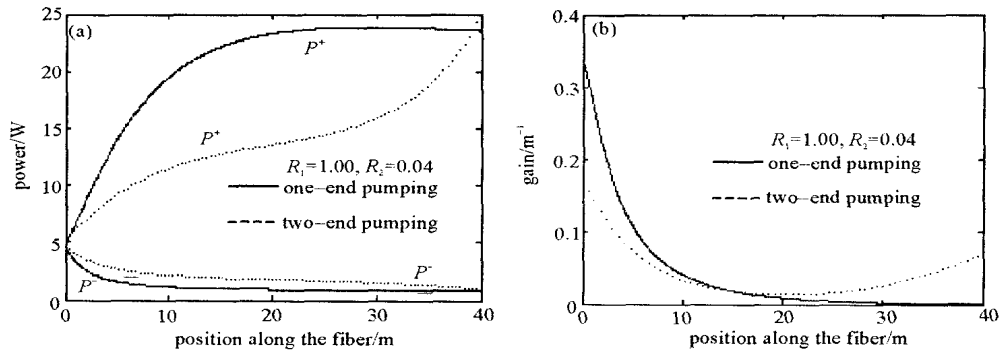 (a)
25
20
15
10
5
0
power/W
P⁺
P⁺
R₁=1.00, R₂=0.04
one-end pumping
two-end pumping
P⁻
P⁻
0 10 20 30 40
position along the fiber/m
(b)
0.4
0.3
0.2
0.1
0
gain/m⁻¹
R₁=1.00, R₂=0.04
one-end pumping
two-end pumping
0 10 20 30 40
position along the fiber/m